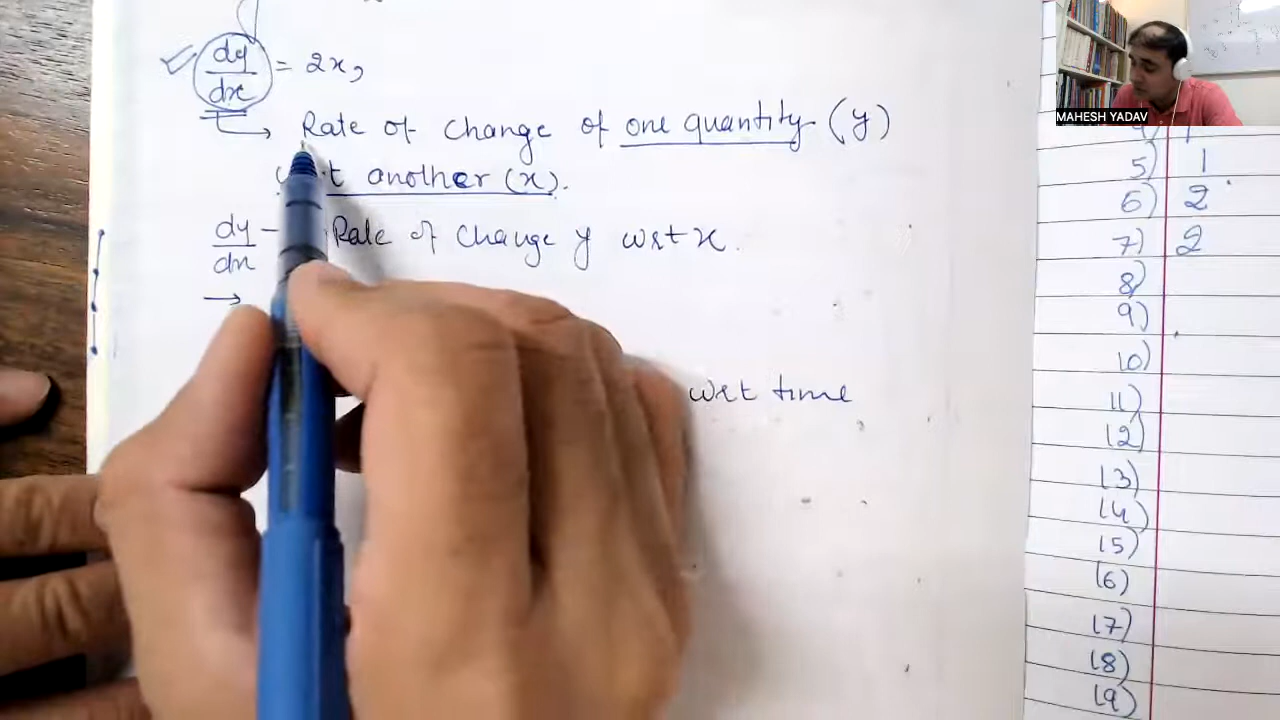 dy/dx = 2x,
→ Rate of change of one quantity (y)
another (x).
dy/dx Rate of change y wrt x.
→
wrt time
MAHESH YADAV
5) 1
6) 2
7) 2
8)
9)
10)
11)
12)
13)
14)
15)
16)
17)
18)
19)